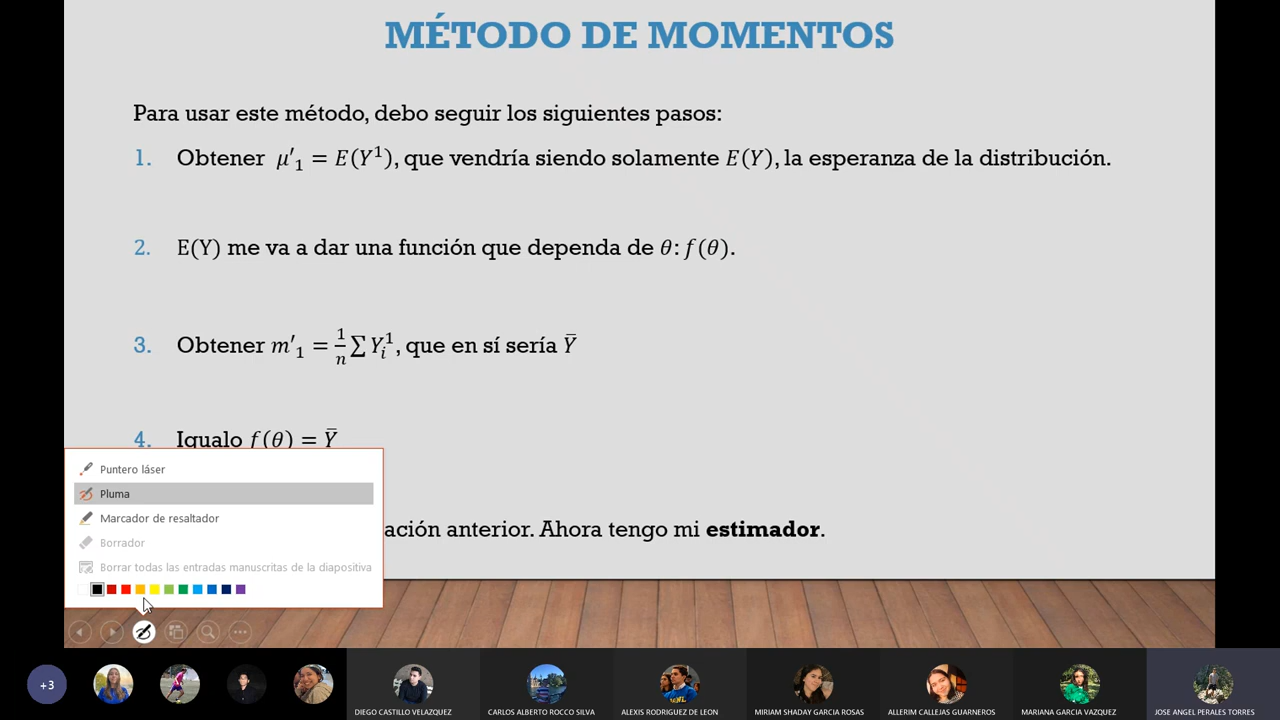 MÉTODO DE MOMENTOS
Para usar este método, debo seguir los siguientes pasos:
1. Obtener μ′₁ = E(Y¹), que vendría siendo solamente E(Y), la esperanza de la distribución.
2. E(Y) me va a dar una función que dependa de θ: f(θ).
3. Obtener m′₁ = 1/n ∑ Yᵢ¹, que en sí sería Ȳ
4. Igualo f(θ) = Ȳ
Puntero láser
Pluma
Marcador de resaltador
ación anterior. Ahora tengo mi estimador.
Borrador
Borrar todas las entradas manuscritas de la diapositiva
+3
DIEGO CASTILLO VELAZQUEZ
CARLOS ALBERTO ROCCO SILVA
ALEXIS RODRIGUEZ DE LEON
MIRIAM SHADAY GARCIA ROSAS
ALLERIM CALLEJAS GUARNEROS
MARIANA GARCIA VAZQUEZ
JOSE ANGEL PERALES TORRES